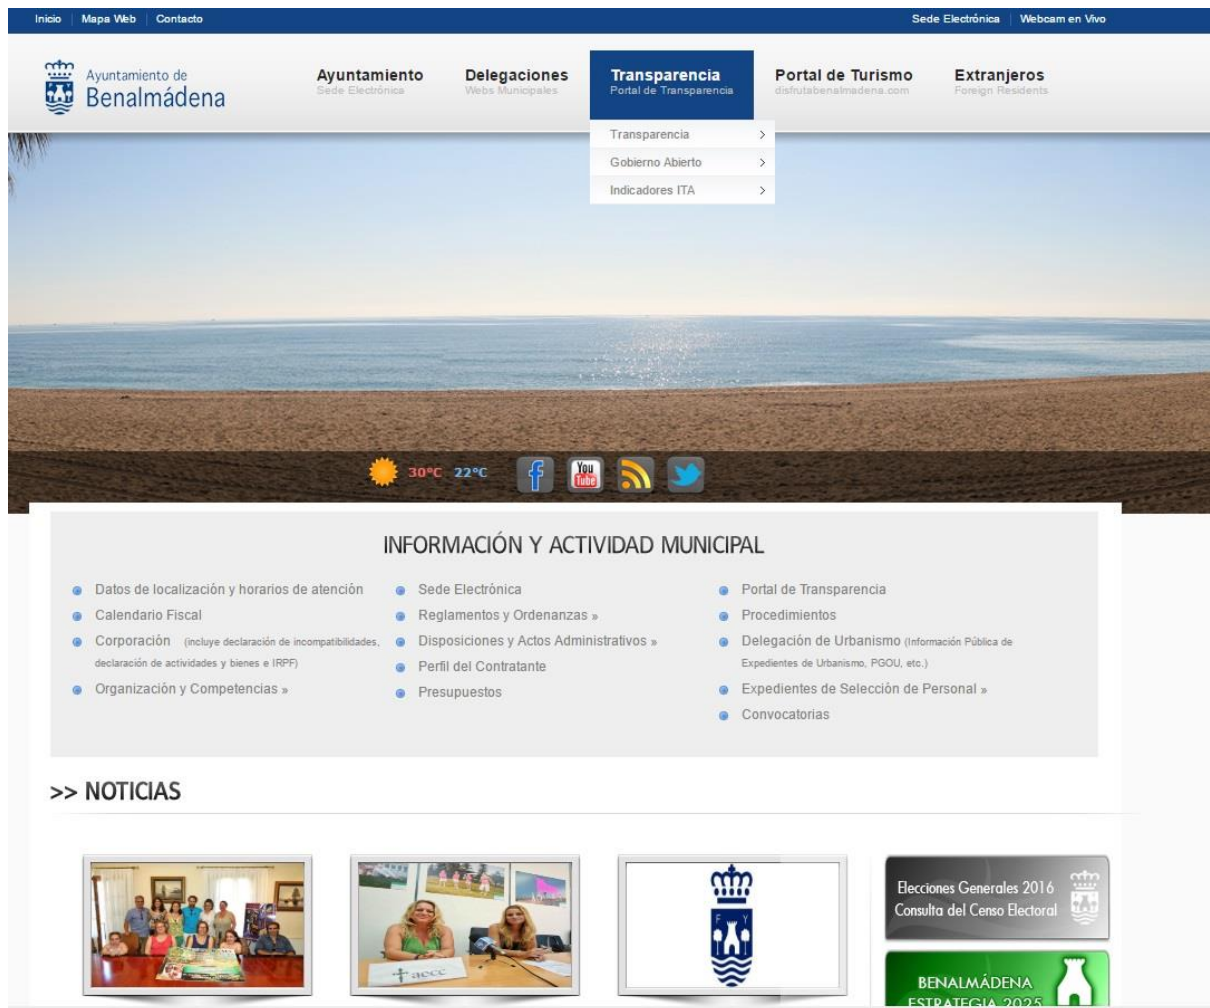 Inicio Mapa Web Contacto Sede Electrónica Webcam en Vivo
Ayuntamiento de
Benalmádena
Ayuntamiento
Sede Electrónica
Delegaciones
Webs Municipales
Transparencia
Portal de Transparencia
Portal de Turismo
disfrutabenalmadena.com
Extranjeros
Foreign Residents
Transparencia
Gobierno Abierto
Indicadores ITA
30ºC 22ºC
You
Tube
INFORMACIÓN Y ACTIVIDAD MUNICIPAL
Datos de localización y horarios de atención
Calendario Fiscal
Corporación (incluye declaración de incompatibilidades,
declaración de actividades y bienes e IRPF)
Organización y Competencias »
Sede Electrónica
Reglamentos y Ordenanzas »
Disposiciones y Actos Administrativos »
Perfil del Contratante
Presupuestos
Portal de Transparencia
Procedimientos
Delegación de Urbanismo (Información Pública de
Expedientes de Urbanismo, PGOU, etc.)
Expedientes de Selección de Personal »
Convocatorias
>> NOTICIAS
aecc
F Y
Elecciones Generales 2016
Consulta del Censo Electoral
BENALMÁDENA
ESTRATEGIA 2025